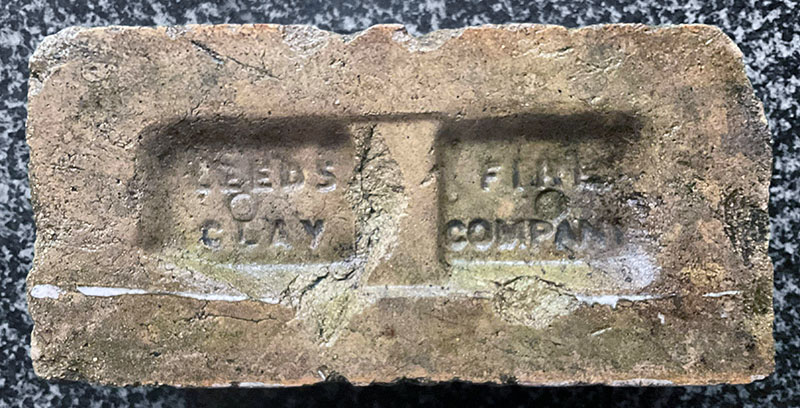 LEEDS FIRE
CLAY COMPANY